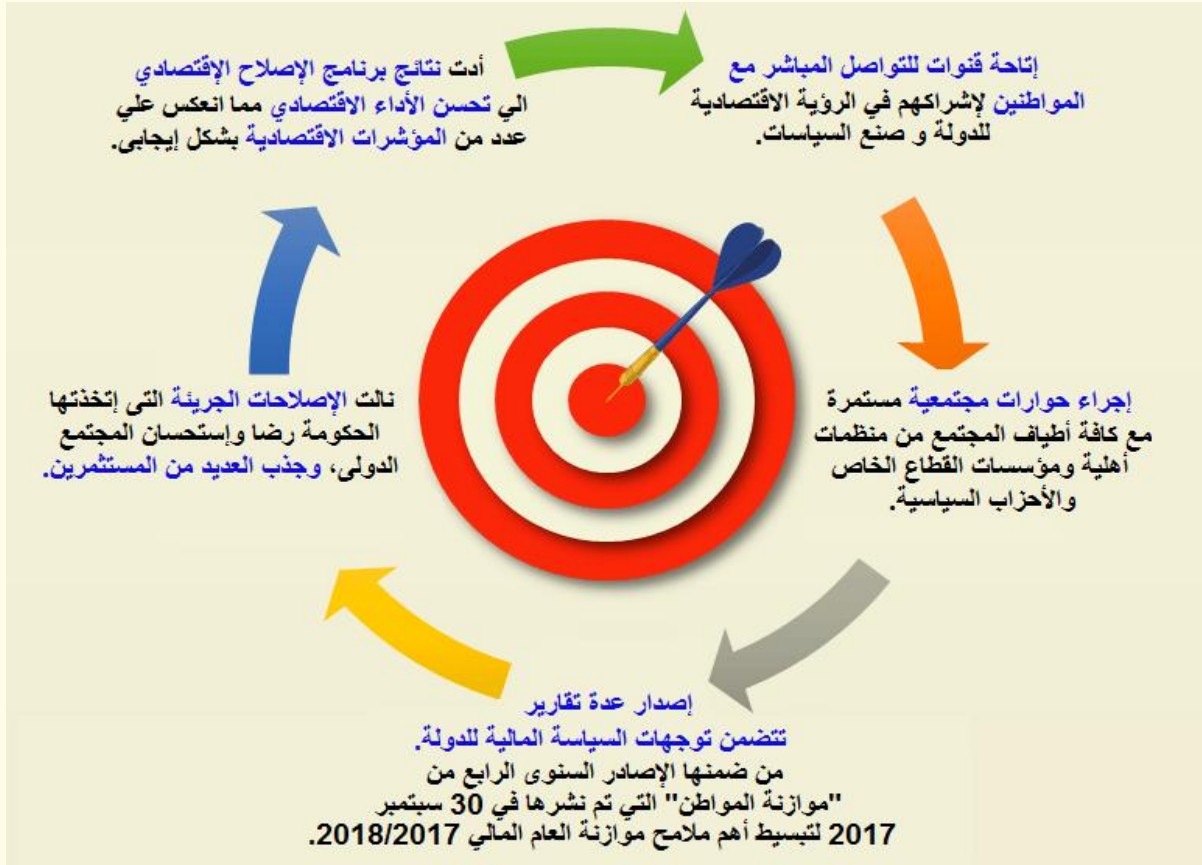 إتاحة قنوات للتواصل المباشر مع
المواطنين لإشراكهم في الرؤية الاقتصادية
للدولة و صنع السياسات.
إجراء حوارات مجتمعية مستمرة
مع كافة أطياف المجتمع من منظمات
أهلية ومؤسسات القطاع الخاص
والأحزاب السياسية.
إصدار عدة تقارير
تتضمن توجهات السياسة المالية للدولة.
من ضمنها الإصادر السنوى الرابع من
"موازنة المواطن" التي تم نشرها في 30 سبتمبر
2017 لتبسيط أهم ملامح موازنة العام المالي 2018/2017.
نالت الإصلاحات الجريئة التى إتخذتها
الحكومة رضا وإستحسان المجتمع
الدولى، وجذب العديد من المستثمرين.
أدت نتائج برنامج الإصلاح الإقتصادي
الي تحسن الأداء الاقتصادي مما انعكس علي
عدد من المؤشرات الاقتصادية بشكل إيجابى.